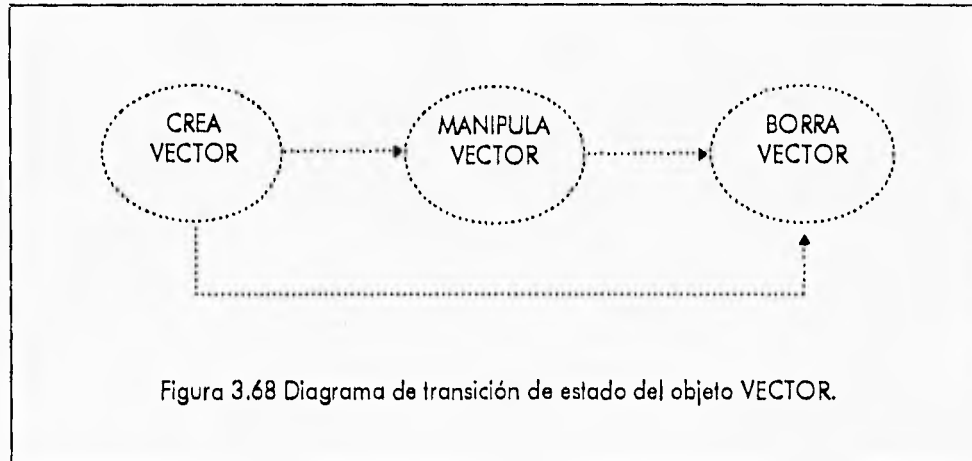 CREA
VECTOR
MANIPULA
VECTOR
BORRA
VECTOR
Figura 3.68 Diagrama de transición de estado del objeto VECTOR.